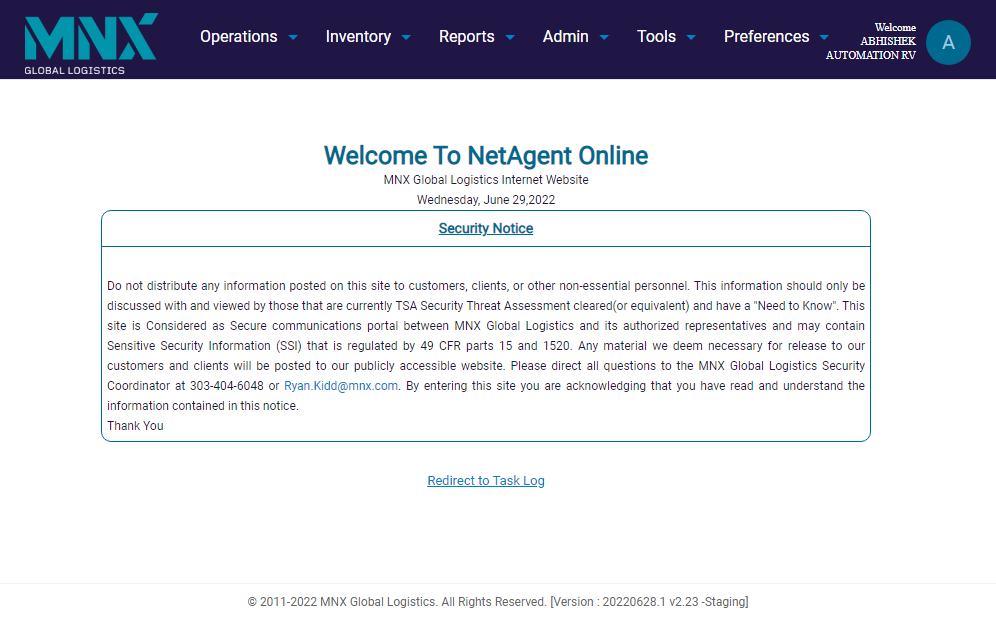 MNX
GLOBAL LOGISTICS
Operations
Inventory
Reports
Admin
Tools
Preferences
Welcome
ABHISHEK
AUTOMATION RV
A
Welcome To NetAgent Online
MNX Global Logistics Internet Website
Wednesday, June 29,2022
Security Notice
Do not distribute any information posted on this site to customers, clients, or other non-essential personnel. This information should only be
discussed with and viewed by those that are currently TSA Security Threat Assessment cleared(or equivalent) and have a "Need to Know". This
site is Considered as Secure communications portal between MNX Global Logistics and its authorized representatives and may contain
Sensitive Security Information (SSI) that is regulated by 49 CFR parts 15 and 1520. Any material we deem necessary for release to our
customers and clients will be posted to our publicly accessible website. Please direct all questions to the MNX Global Logistics Security
Coordinator at 303-404-6048 or Ryan.Kidd@mnx.com. By entering this site you are acknowledging that you have read and understand the
information contained in this notice.
Thank You
Redirect to Task Log
© 2011-2022 MNX Global Logistics. All Rights Reserved. [Version : 20220628.1 v2.23 -Staging]